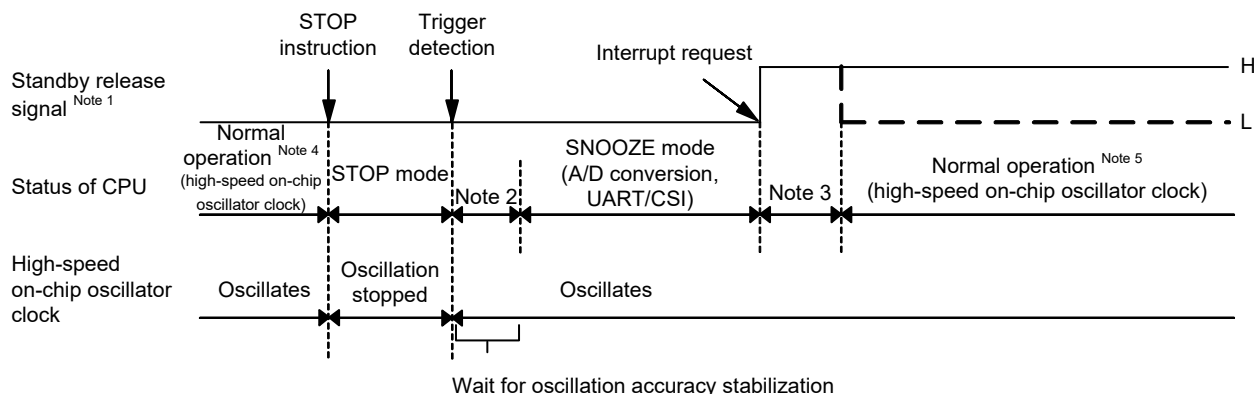 STOP
instruction
Trigger
detection
Interrupt request
Standby release
signal Note 1
H
L
Normal
operation Note 4
(high-speed on-chip
oscillator clock)
STOP mode
Note 2
SNOOZE mode
(A/D conversion,
UART/CSI)
Note 3
Normal operation Note 5
(high-speed on-chip oscillator clock)
Status of CPU
High-speed
on-chip oscillator
clock
Oscillates
Oscillation
stopped
Oscillates
Wait for oscillation accuracy stabilization